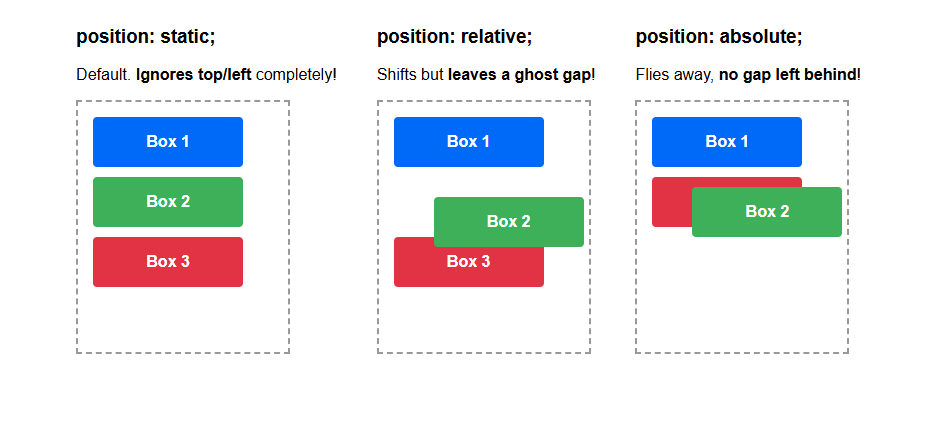 position: static;
Default. Ignores top/left completely!
Box 1
Box 2
Box 3
position: relative;
Shifts but leaves a ghost gap!
Box 1
Box 2
Box 3
position: absolute;
Flies away, no gap left behind!
Box 1
Box 2